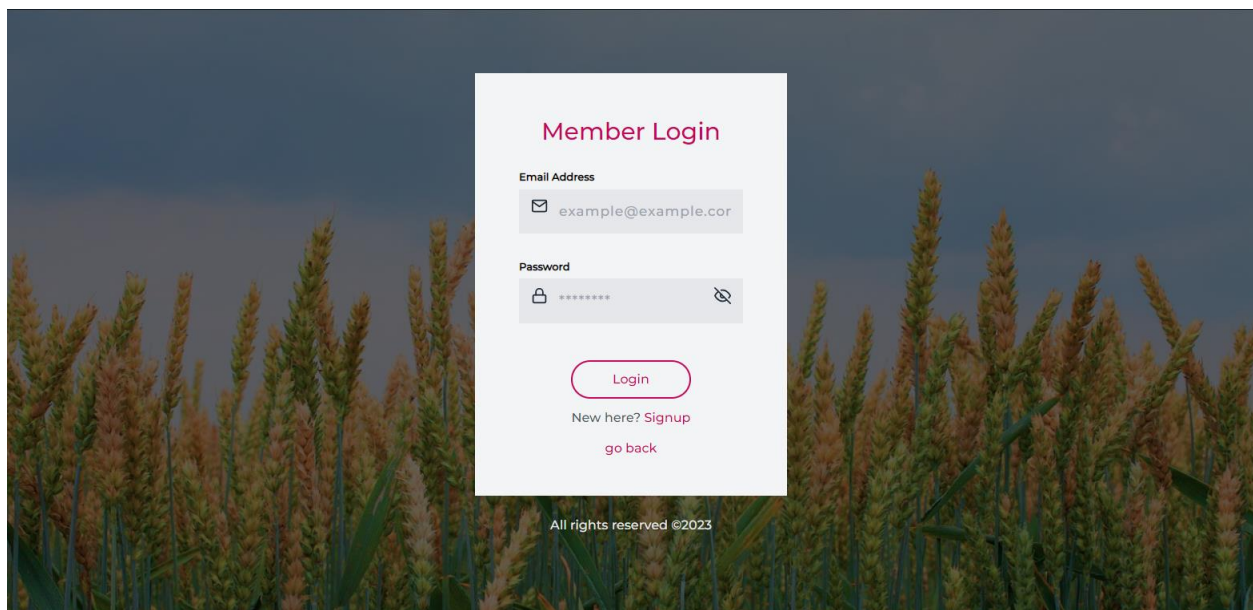 Member Login
Email Address
example@example.cor
Password
********
Login
New here? Signup
go back
All rights reserved ©2023